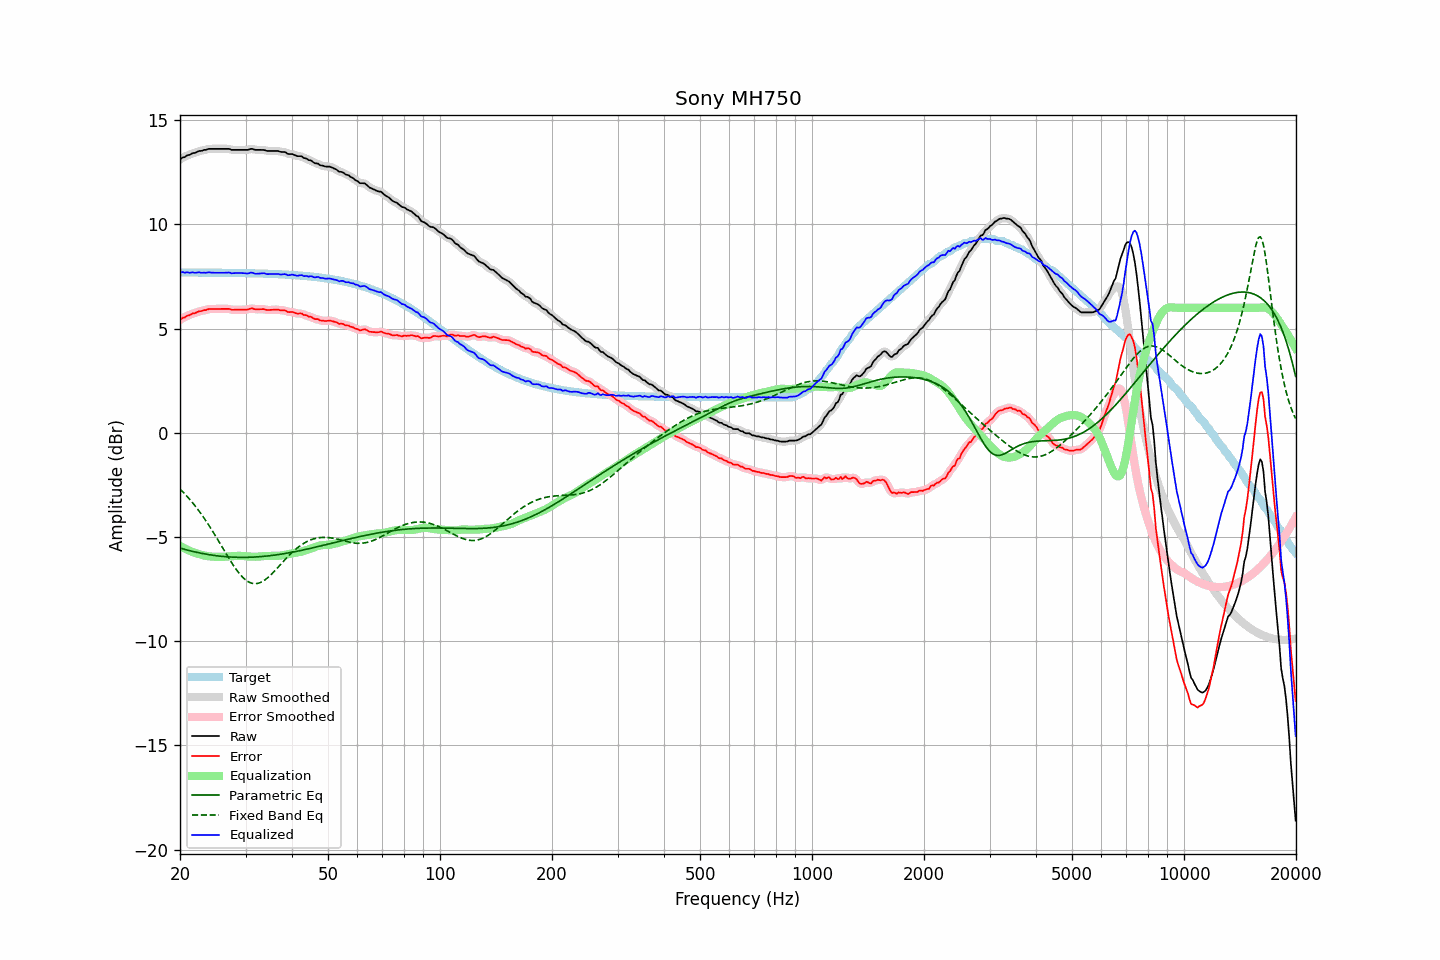 Sony MH750
15
10
5
0
−5
−10
−15
−20
Amplitude (dBr)
Target
Raw Smoothed
Error Smoothed
Raw
Error
Equalization
Parametric Eq
Fixed Band Eq
Equalized
20 50 100 200 500 1000 2000 5000 10000 20000
Frequency (Hz)